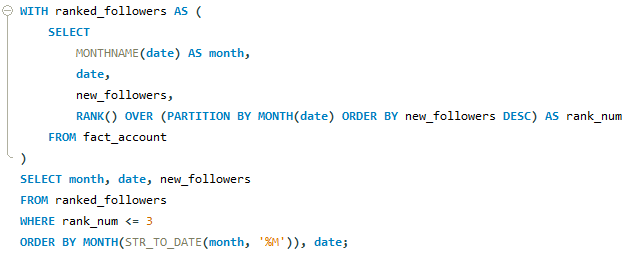 WITH ranked_followers AS (
    SELECT
        MONTHNAME(date) AS month,
        date,
        new_followers,
        RANK() OVER (PARTITION BY MONTH(date) ORDER BY new_followers DESC) AS rank_num
    FROM fact_account
)
SELECT month, date, new_followers
FROM ranked_followers
WHERE rank_num <= 3
ORDER BY MONTH(STR_TO_DATE(month, '%M')), date;